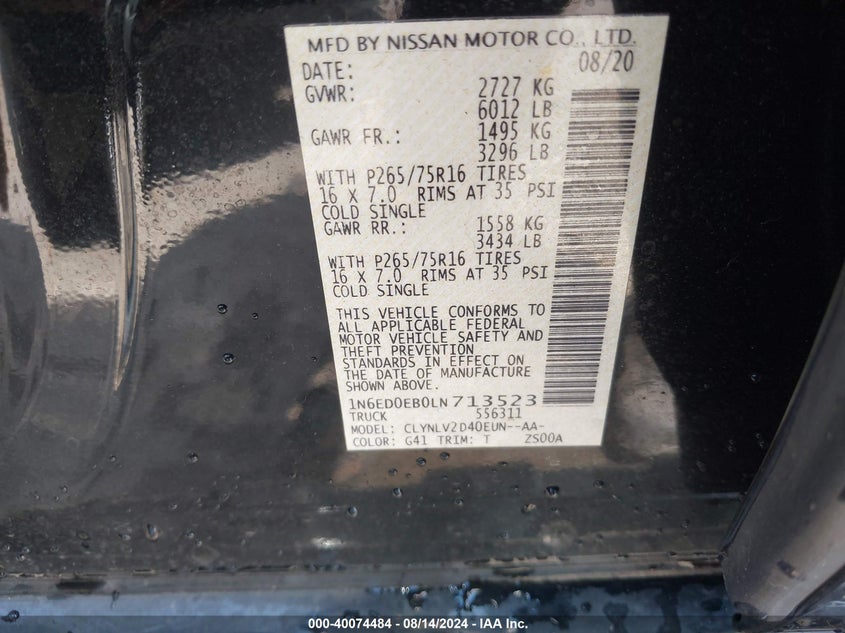 MFD BY NISSAN MOTOR CO., LTD.
DATE: 08/20
GVWR: 2727 KG
6012 LB
GAWR FR.: 1495 KG
3296 LB
WITH P265/75R16 TIRES
16 X 7.0 RIMS AT 35 PSI
COLD SINGLE
GAWR RR.: 1558 KG
3434 LB
WITH P265/75R16 TIRES
16 X 7.0 RIMS AT 35 PSI
COLD SINGLE
THIS VEHICLE CONFORMS TO
ALL APPLICABLE FEDERAL
MOTOR VEHICLE SAFETY AND
THEFT PREVENTION
STANDARDS IN EFFECT ON
THE DATE OF MANUFACTURE
SHOWN ABOVE.
1N6ED0EB0LN713523
TRUCK 556311
MODEL: CLYNLV2D40EUN--AA-
COLOR: G41 TRIM: T ZS00A
000-40074484 - 08/14/2024 - IAA Inc.